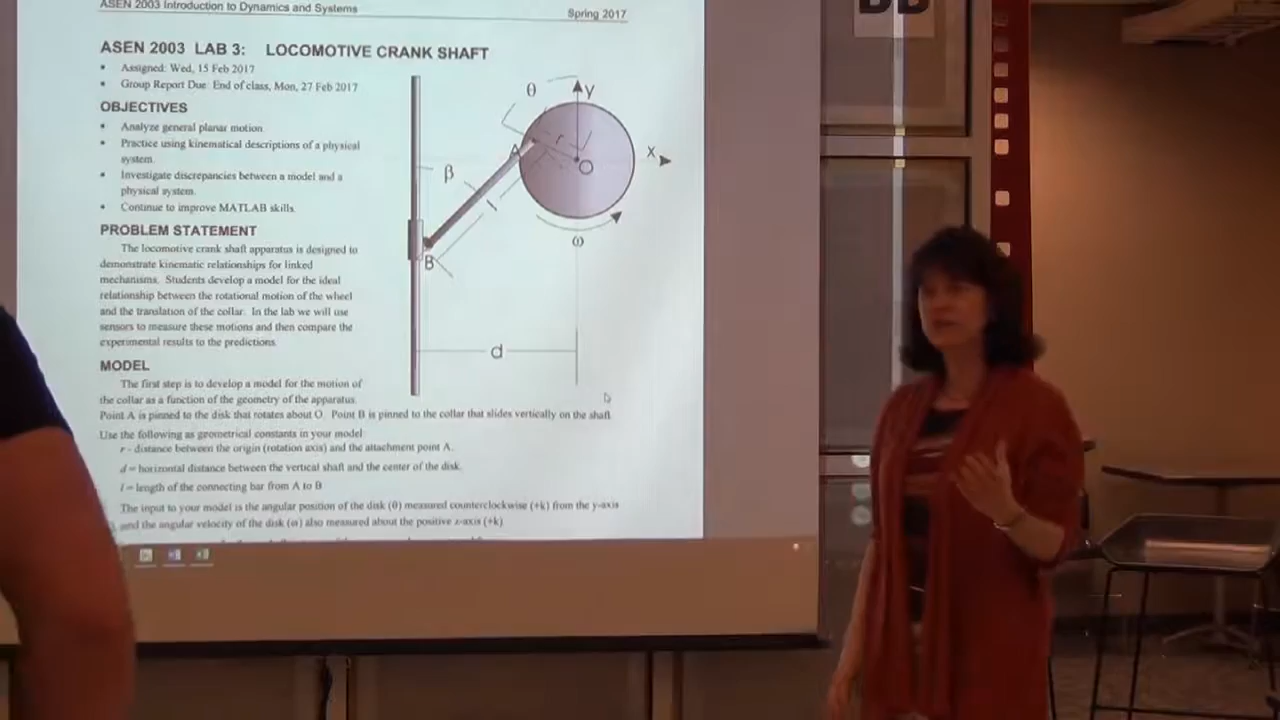 ASEN 2003 Introduction to Dynamics and Systems
Spring 2017
ASEN 2003 LAB 3: LOCOMOTIVE CRANK SHAFT
• Assigned: Wed, 15 Feb 2017
• Group Report Due: End of class, Mon, 27 Feb 2017
OBJECTIVES
• Analyze general planar motion
• Practice using kinematical descriptions of a physical
system.
• Investigate discrepancies between a model and a
physical system.
• Continue to improve MATLAB skills.
PROBLEM STATEMENT
The locomotive crank shaft apparatus is designed to
demonstrate kinematic relationships for linked
mechanisms. Students develop a model for the ideal
relationship between the rotational motion of the wheel
and the translation of the collar. In the lab we will use
sensors to measure these motions and then compare the
experimental results to the predictions.
MODEL
The first step is to develop a model for the motion of
the collar as a function of the geometry of the apparatus.
θ
y
r
A
x
O
β
l
ω
B
d
Point A is pinned to the disk that rotates about O. Point B is pinned to the collar that slides vertically on the shaft.
Use the following as geometrical constants in your model:
r - distance between the origin (rotation axis) and the attachment point A.
d = horizontal distance between the vertical shaft and the center of the disk.
l = length of the connecting bar from A to B
The input to your model is the angular position of the disk (θ) measured counterclockwise (+k) from the y-axis
and the angular velocity of the disk (ω) also measured about the positive z-axis (+k)